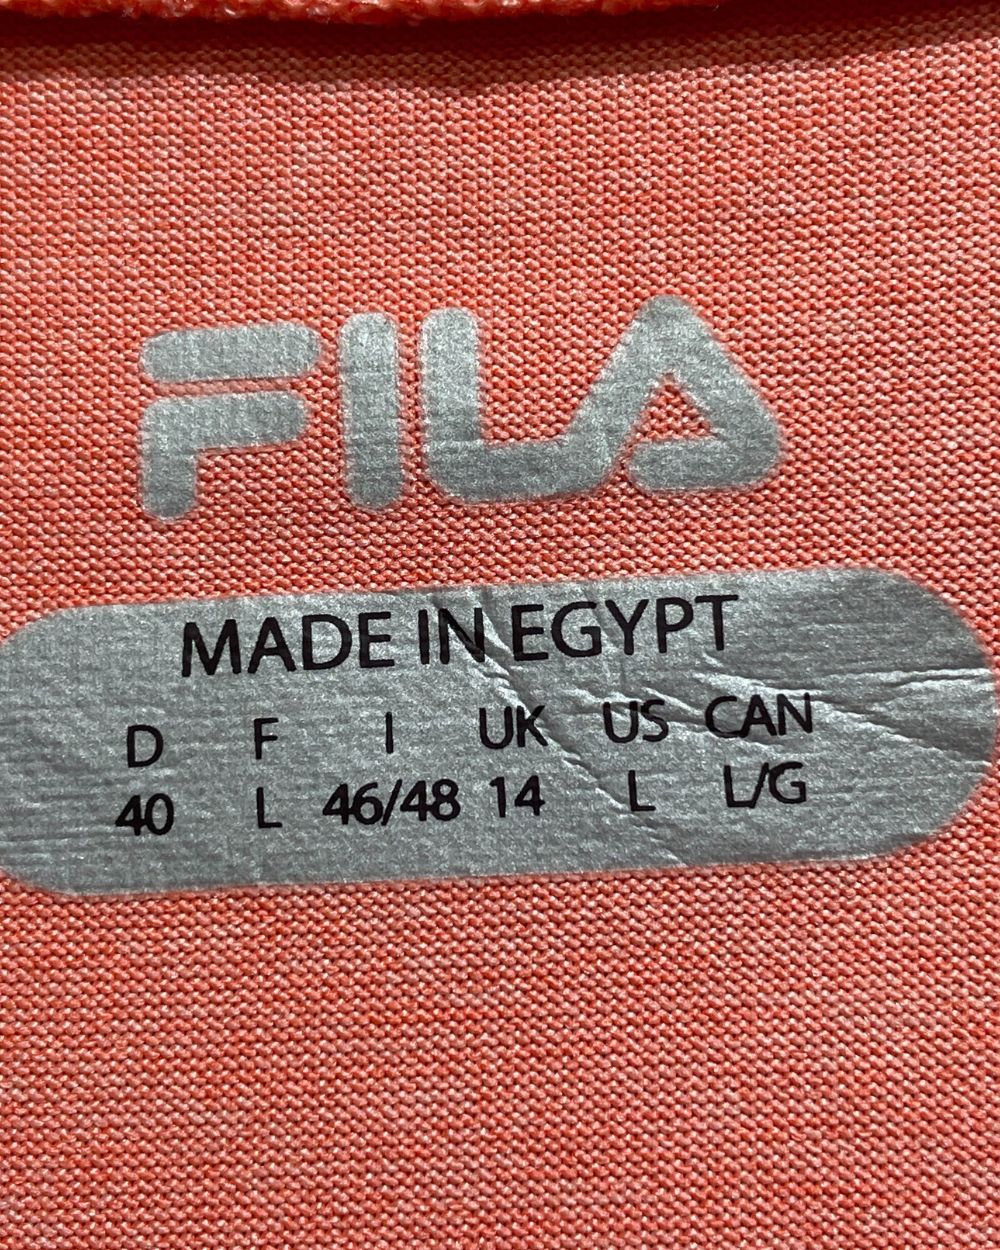 FILA
MADE IN EGYPT
D F I UK US CAN
40 L 46/48 14 L L/G